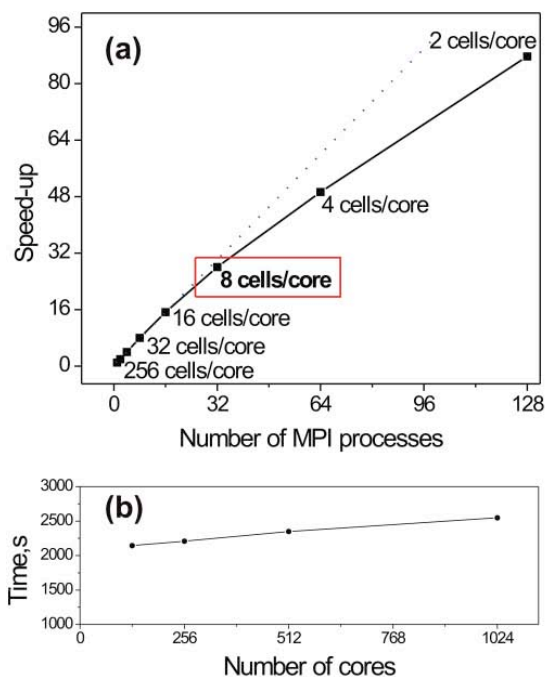 (a)
96
80
64
48
32
16
0
Speed-up
2 cells/core
4 cells/core
8 cells/core
16 cells/core
32 cells/core
256 cells/core
0 32 64 96 128
Number of MPI processes
(b)
3000
2500
2000
1500
1000
Time,s
0 256 512 768 1024
Number of cores